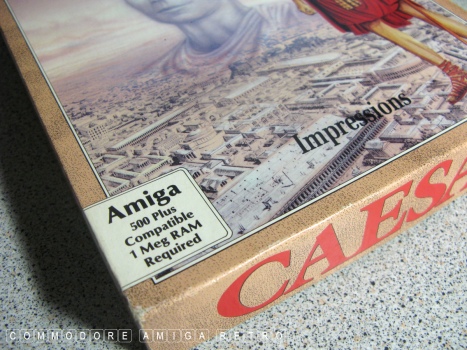 Impressions
Amiga
500 Plus
Compatible
1 Meg RAM
Required
CAESA
COMMODORE AMIGA RETRO